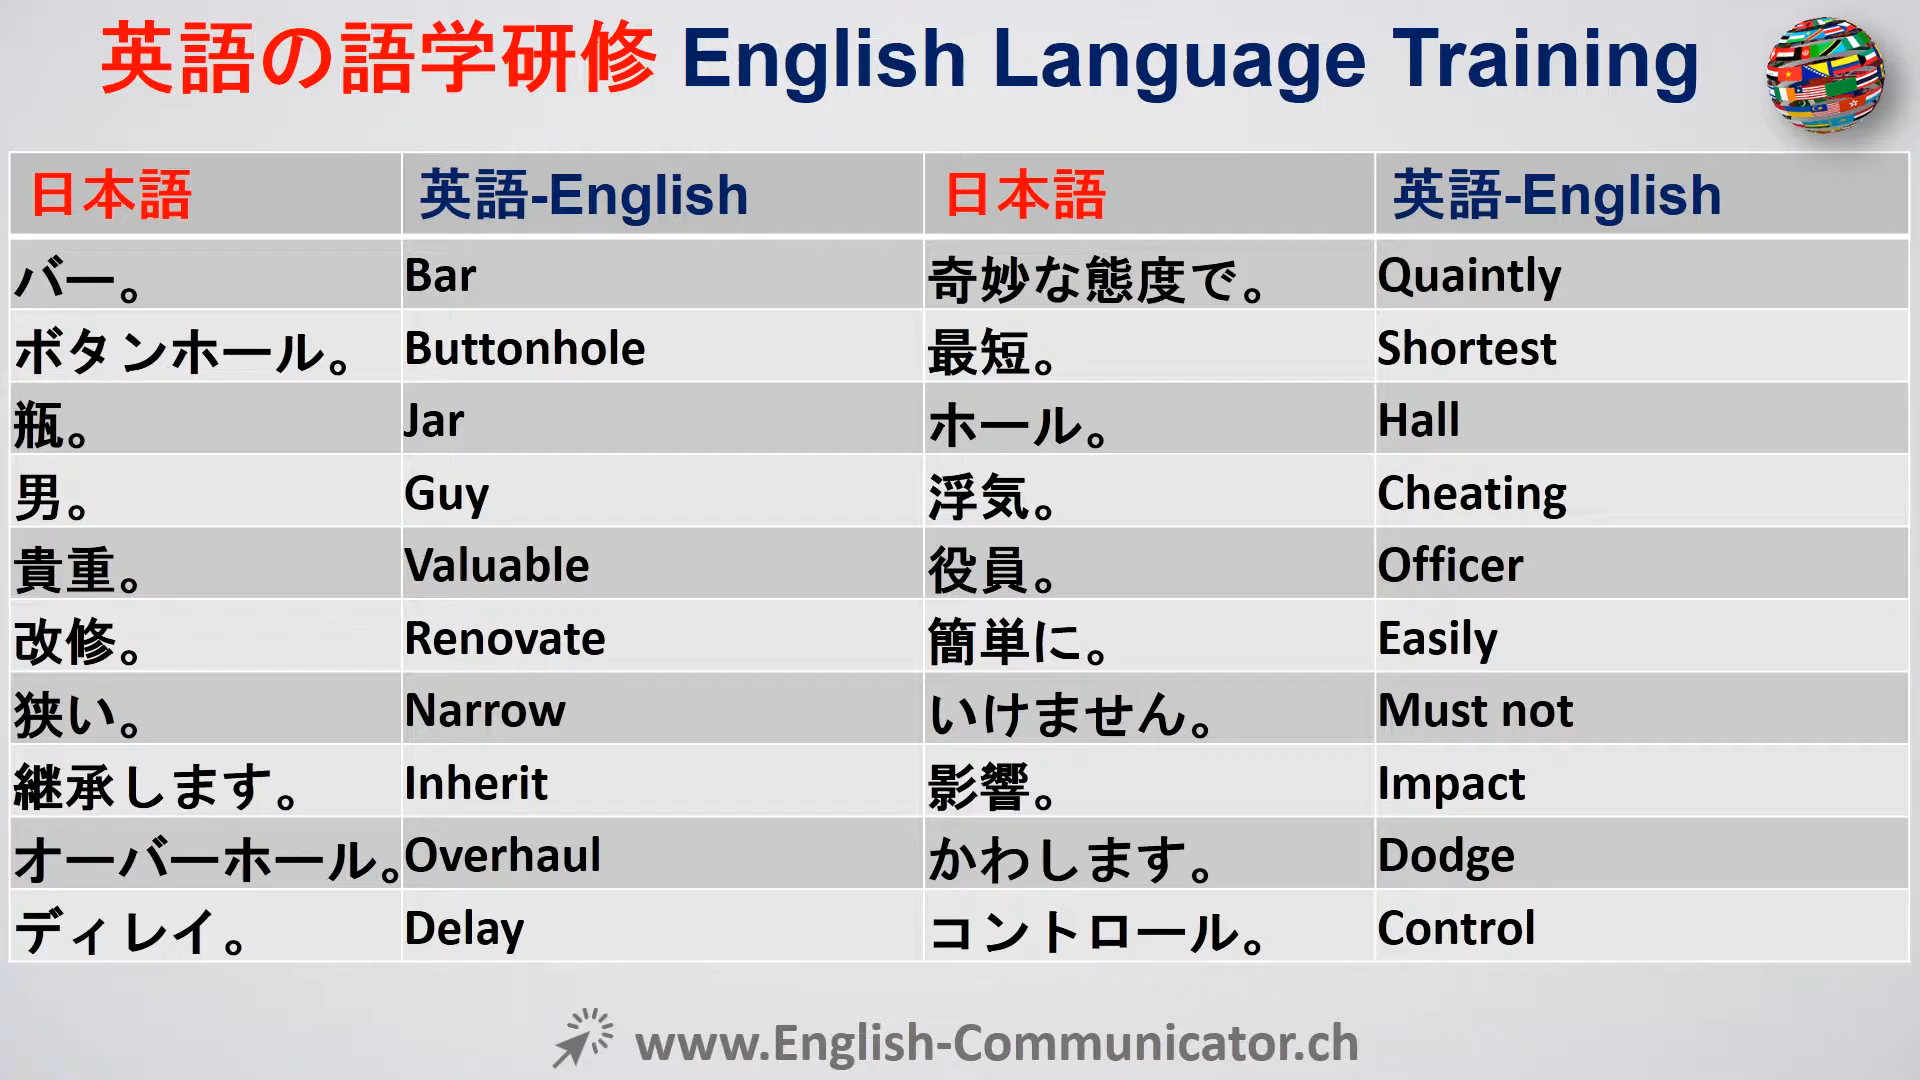 英語の語学研修 English Language Training
日本語 英語-English 日本語 英語-English
バー。 Bar 奇妙な態度で。 Quaintly
ボタンホール。 Buttonhole 最短。 Shortest
瓶。 Jar ホール。 Hall
男。 Guy 浮気。 Cheating
貴重。 Valuable 役員。 Officer
改修。 Renovate 簡単に。 Easily
狭い。 Narrow いけません。 Must not
継承します。 Inherit 影響。 Impact
オーバーホール。 Overhaul かわします。 Dodge
ディレイ。 Delay コントロール。 Control
www.English-Communicator.ch